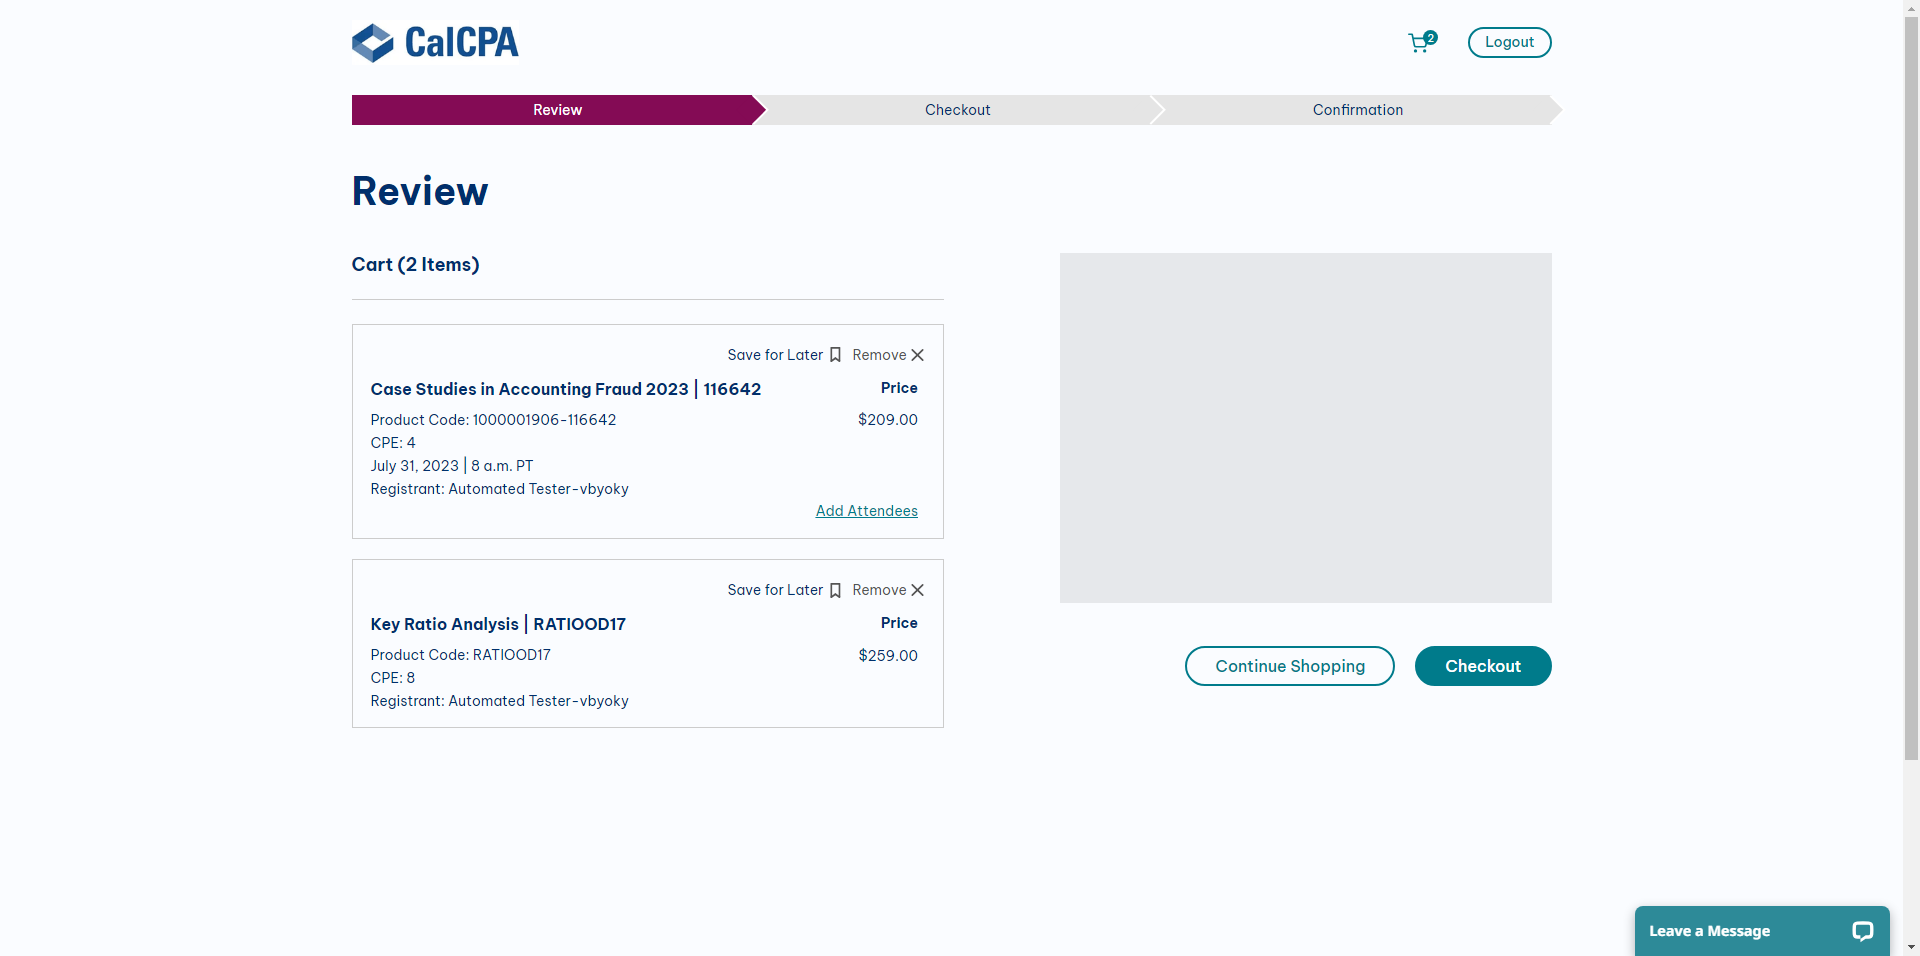 CalCPA
2
Logout
Review
Checkout
Confirmation
Review
Cart (2 Items)
Save for Later
Remove
Case Studies in Accounting Fraud 2023 | 116642
Price
Product Code: 1000001906-116642
$209.00
CPE: 4
July 31, 2023 | 8 a.m. PT
Registrant: Automated Tester-vbyoky
Add Attendees
Save for Later
Remove
Key Ratio Analysis | RATIOOD17
Price
Product Code: RATIOOD17
$259.00
CPE: 8
Registrant: Automated Tester-vbyoky
Continue Shopping
Checkout
Leave a Message